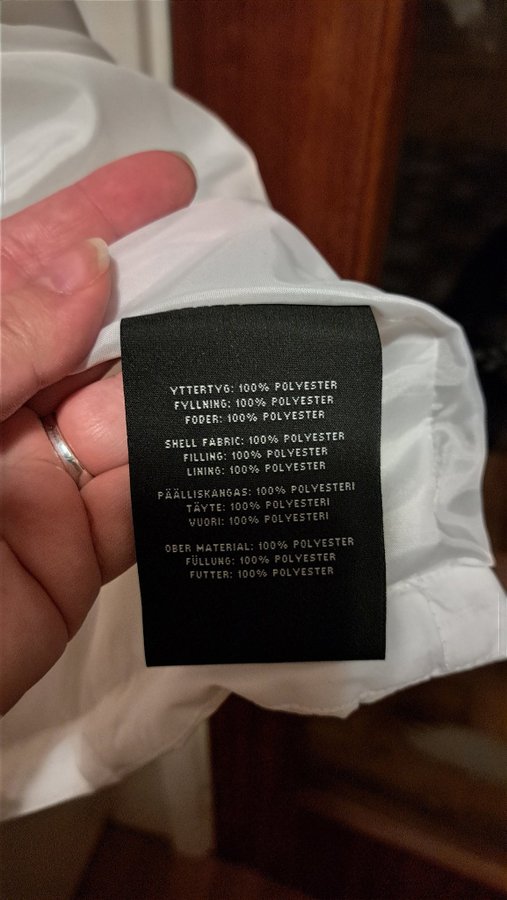 YTTERTYG: 100% POLYESTER
FYLLNING: 100% POLYESTER
FODER: 100% POLYESTER
SHELL FABRIC: 100% POLYESTER
FILLING: 100% POLYESTER
LINING: 100% POLYESTER
PÄÄLLISKANGAS: 100% POLYESTERI
TÄYTE: 100% POLYESTERI
VUORI: 100% POLYESTERI
OBER MATERIAL: 100% POLYESTER
FÜLLUNG: 100% POLYESTER
FUTTER: 100% POLYESTER